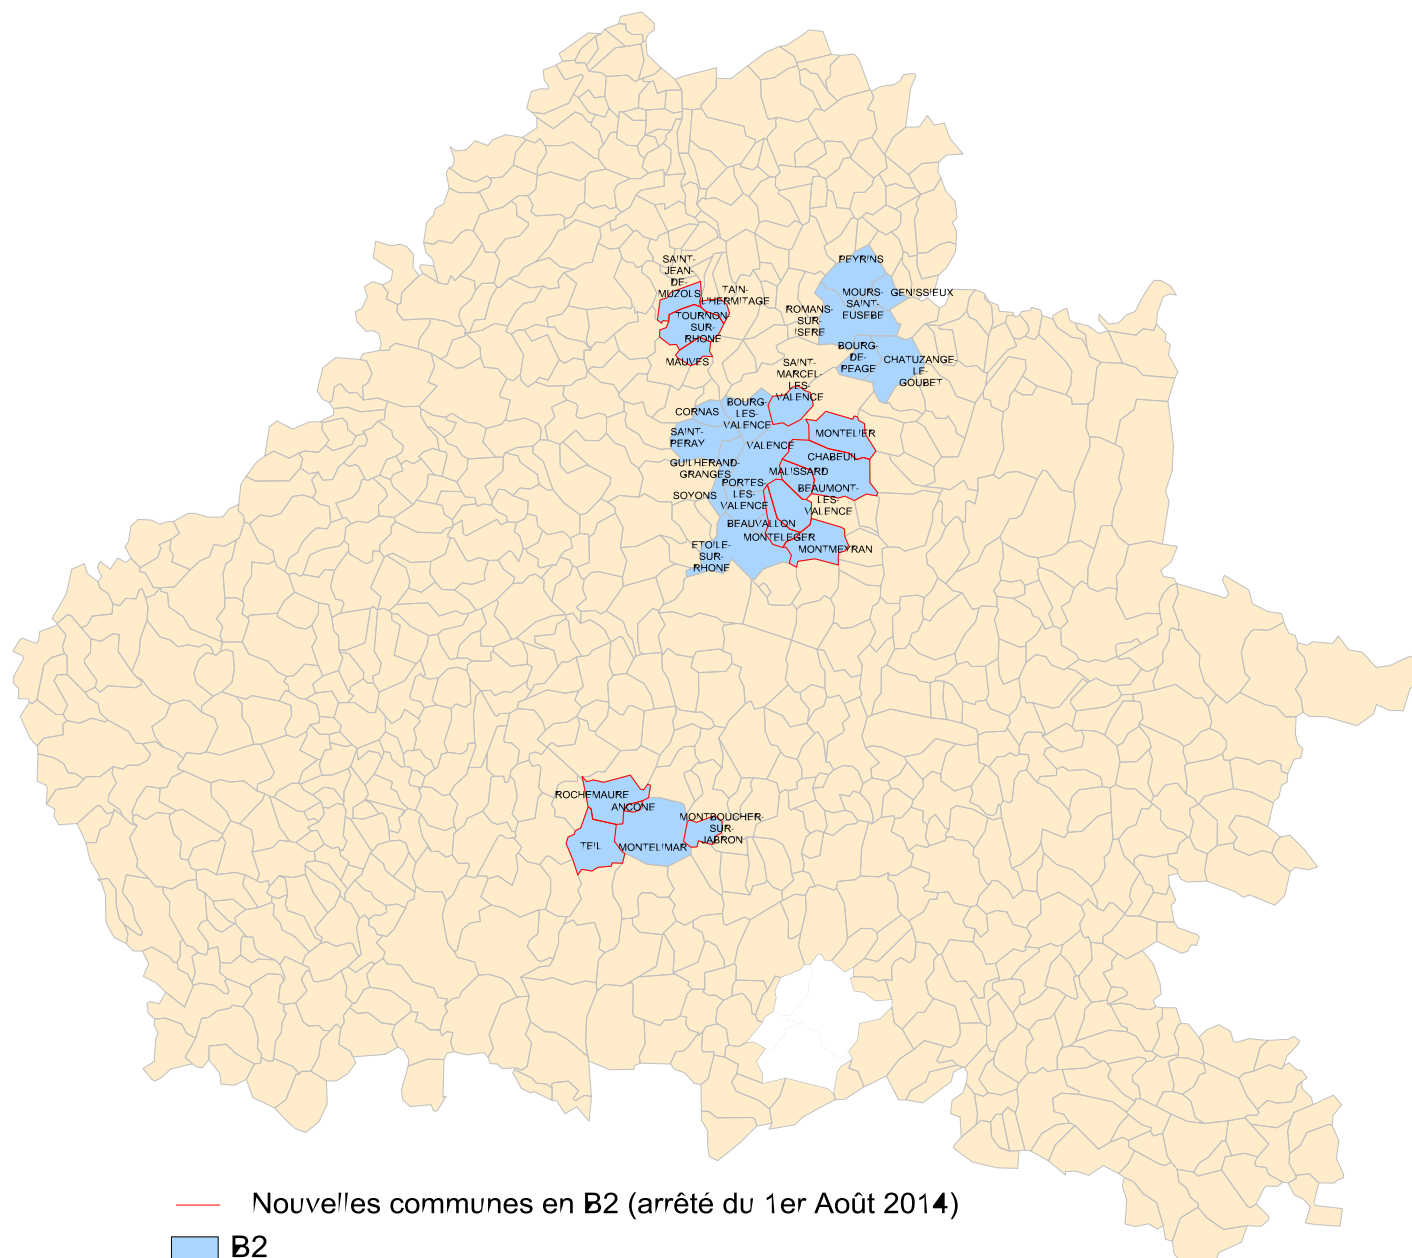 PEYRINS
SAINT-
JEAN-
DE-
MUZOLS
TAIN-
L'HERMITAGE
MOURS-
SAINT-
EUSEBE
GENISSIEUX
ROMANS-
SUR-
ISERE
TOURNON-
SUR-
RHONE
MAUVES
BOURG-
DE-
PEAGE
CHATUZANGE-
LE-
GOUBET
SAINT-
MARCEL-
LES-
VALENCE
CORNAS
BOURG-
LES-
VALENCE
SAINT-
PERAY
VALENCE
MONTELIER
CHABEUIL
GUILHERAND-
GRANGES
MALISSARD
SOYONS
PORTES-
LES-
VALENCE
BEAUMONT-
LES-
VALENCE
BEAUVALLON
MONTELEGER
ETOILE-
SUR-
RHONE
MONTMEYRAN
ROCHEMAURE
ANCONE
MONTBOUCHER-
SUR-
JABRON
TEIL
MONTELIMAR
Nouvelles communes en B2 (arrêté du 1er Août 2014)
B2